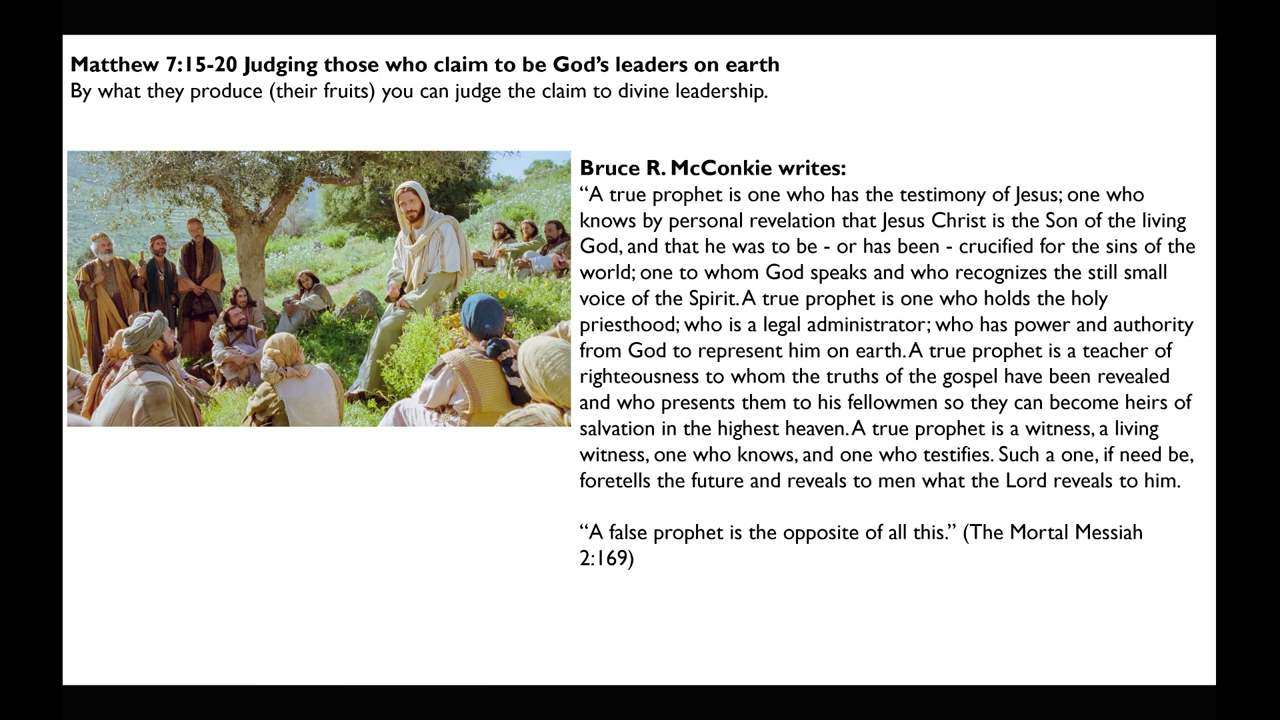 Matthew 7:15-20 Judging those who claim to be God’s leaders on earth
By what they produce (their fruits) you can judge the claim to divine leadership.
Bruce R. McConkie writes:
“A true prophet is one who has the testimony of Jesus; one who
knows by personal revelation that Jesus Christ is the Son of the living
God, and that he was to be - or has been - crucified for the sins of the
world; one to whom God speaks and who recognizes the still small
voice of the Spirit. A true prophet is one who holds the holy
priesthood; who is a legal administrator; who has power and authority
from God to represent him on earth. A true prophet is a teacher of
righteousness to whom the truths of the gospel have been revealed
and who presents them to his fellowmen so they can become heirs of
salvation in the highest heaven. A true prophet is a witness, a living
witness, one who knows, and one who testifies. Such a one, if need be,
foretells the future and reveals to men what the Lord reveals to him.
“A false prophet is the opposite of all this.” (The Mortal Messiah
2:169)